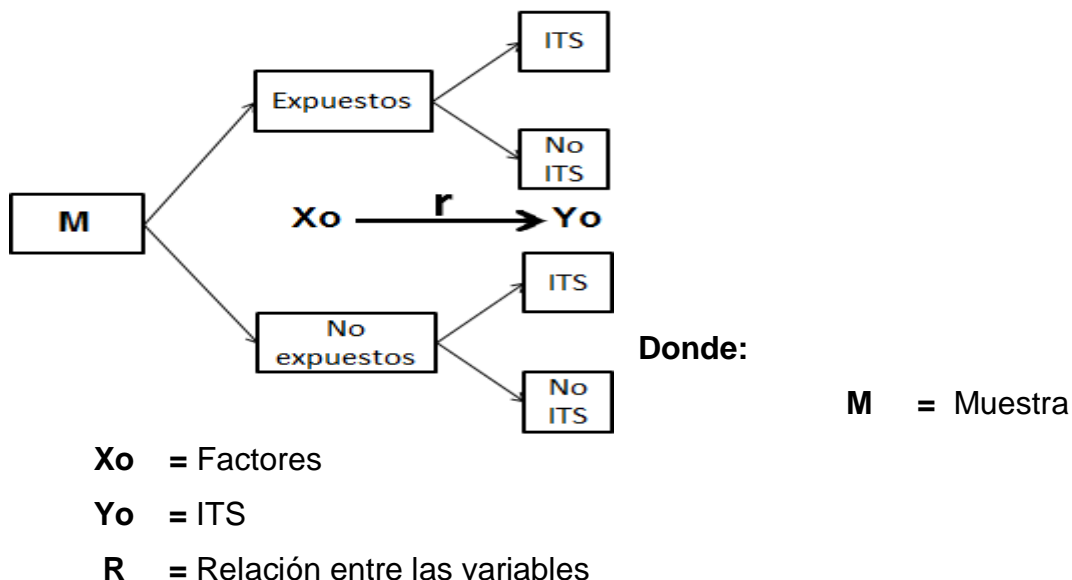 ITS
Expuestos
No
ITS
M
Xo r Yo
ITS
No
expuestos
Donde:
No
ITS
M = Muestra
Xo = Factores
Yo = ITS
R = Relación entre las variables